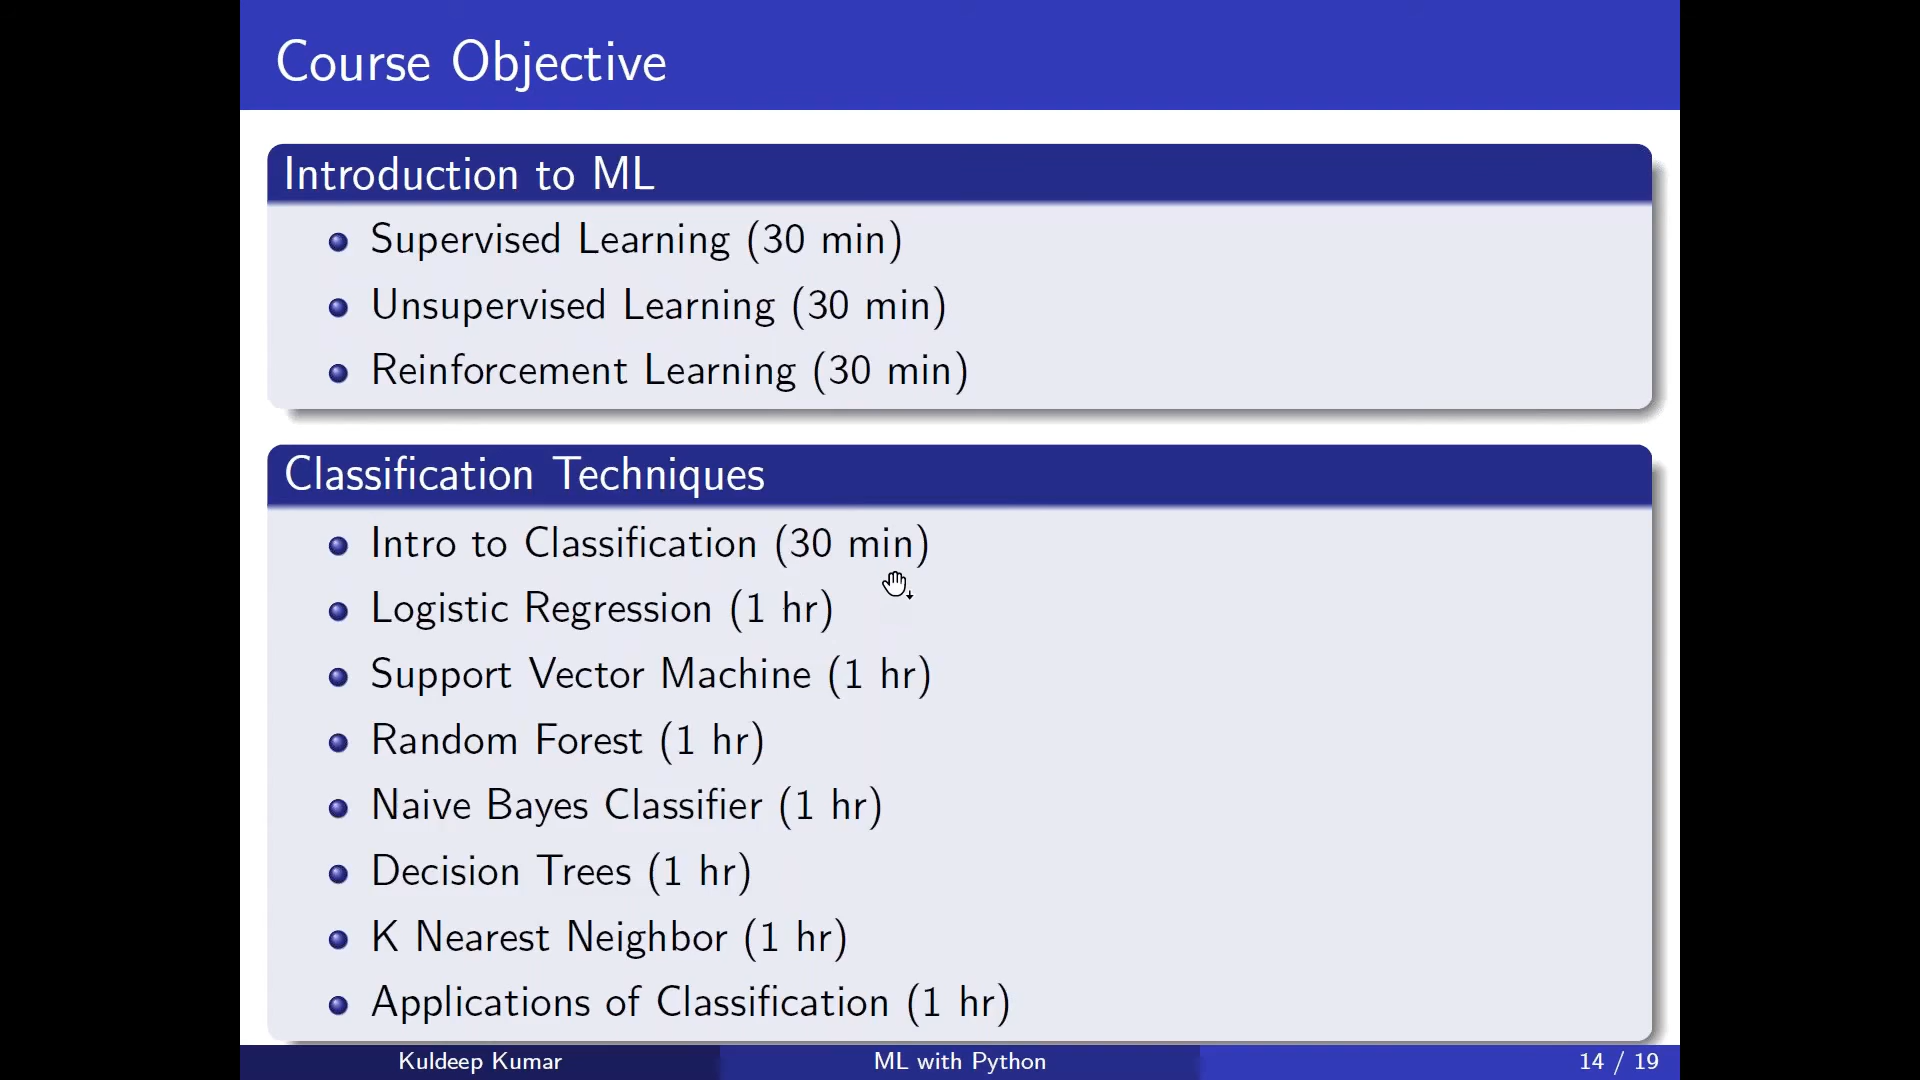 Course Objective
Introduction to ML
Supervised Learning (30 min)
Unsupervised Learning (30 min)
Reinforcement Learning (30 min)
Classification Techniques
Intro to Classification (30 min)
Logistic Regression (1 hr)
Support Vector Machine (1 hr)
Random Forest (1 hr)
Naive Bayes Classifier (1 hr)
Decision Trees (1 hr)
K Nearest Neighbor (1 hr)
Applications of Classification (1 hr)
Kuldeep Kumar ML with Python 14 / 19